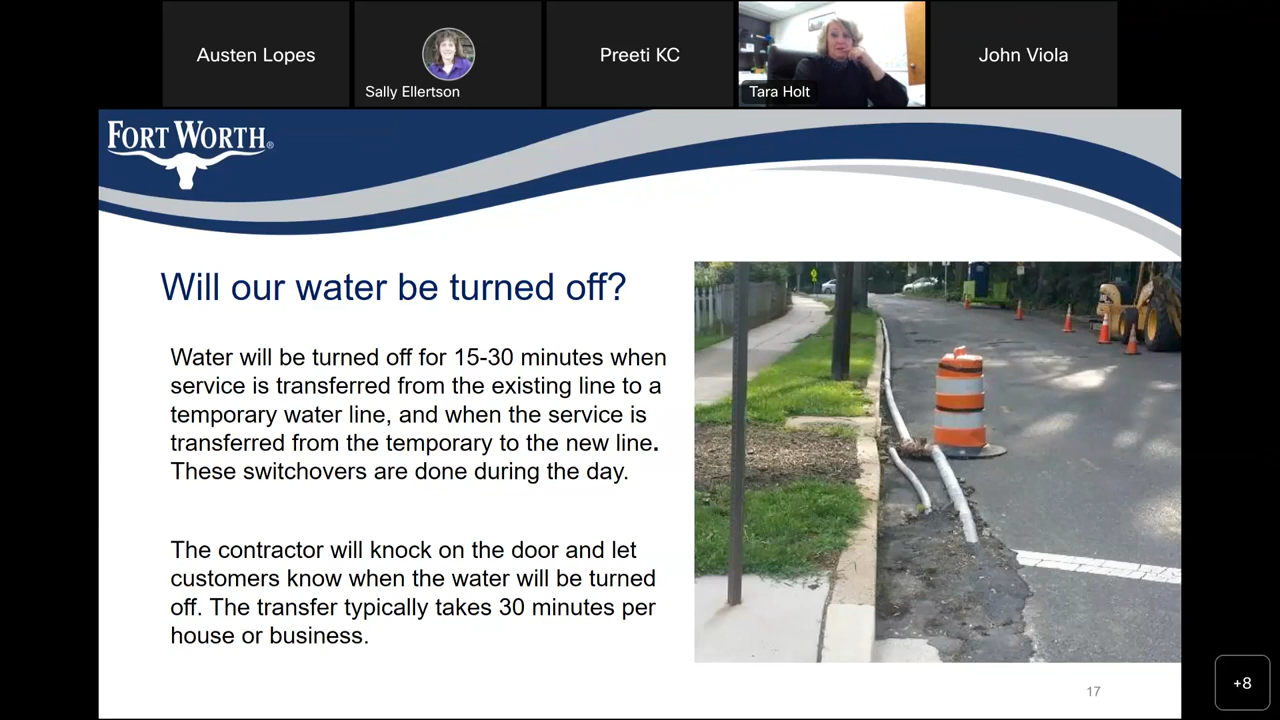 Austen Lopes
Sally Ellertson
Preeti KC
Tara Holt
John Viola
FORT WORTH®
Will our water be turned off?
Water will be turned off for 15-30 minutes when
service is transferred from the existing line to a
temporary water line, and when the service is
transferred from the temporary to the new line.
These switchovers are done during the day.
The contractor will knock on the door and let
customers know when the water will be turned
off. The transfer typically takes 30 minutes per
house or business.
17
+8